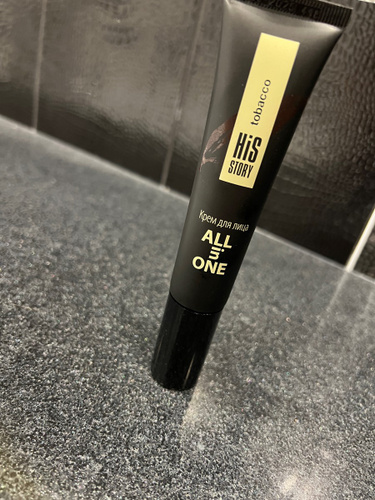 tobacco
HiS
STORY
Крем для лица
ALL
in
ONE